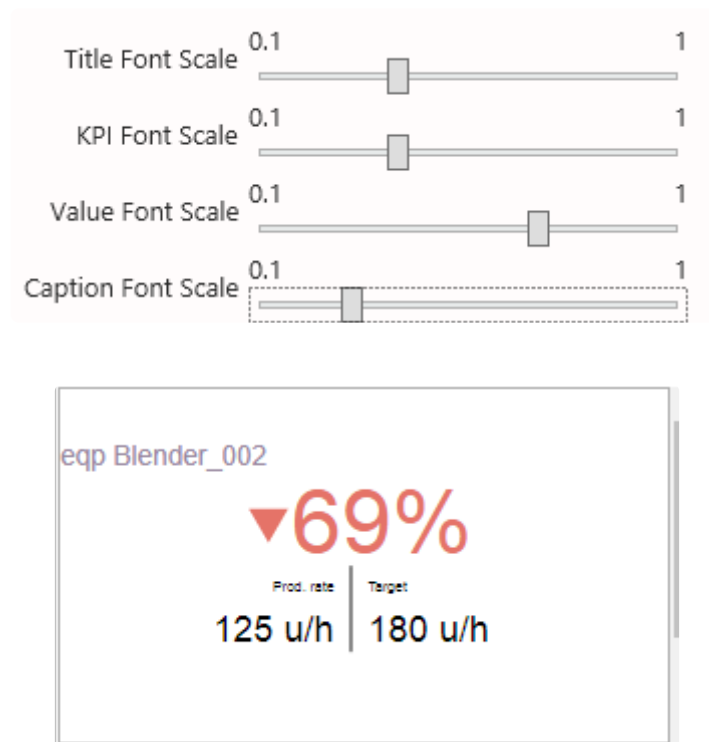 0.1 1
Title Font Scale
0.1 1
KPI Font Scale
0.1 1
Value Font Scale
0.1 1
Caption Font Scale
eqp Blender_002
▼69%
Prod. rate Target
125 u/h 180 u/h